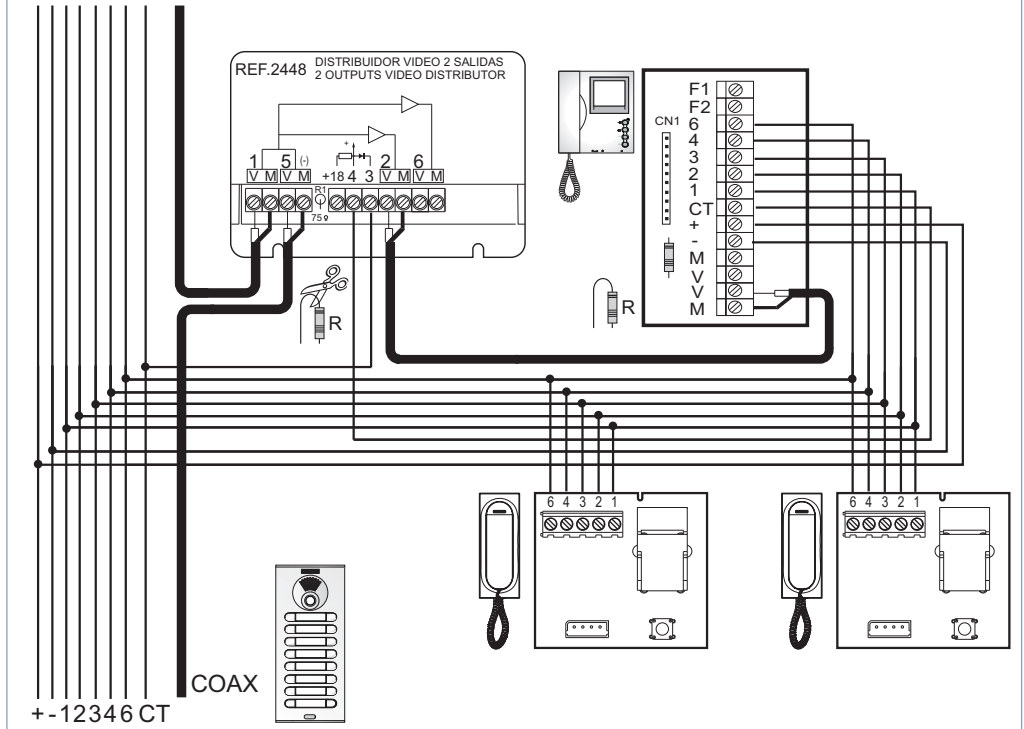 REF.2448
DISTRIBUIDOR VIDEO 2 SALIDAS
2 OUTPUTS VIDEO DISTRIBUTOR
+
1 5 (-) 2 6
V M V M +18 4 3 V M V M
R1
75Ω
R
CN1
F1
F2
6
4
3
2
1
CT
+
-
M
V
V
M
R
6 4 3 2 1
6 4 3 2 1
COAX
+-12346 CT